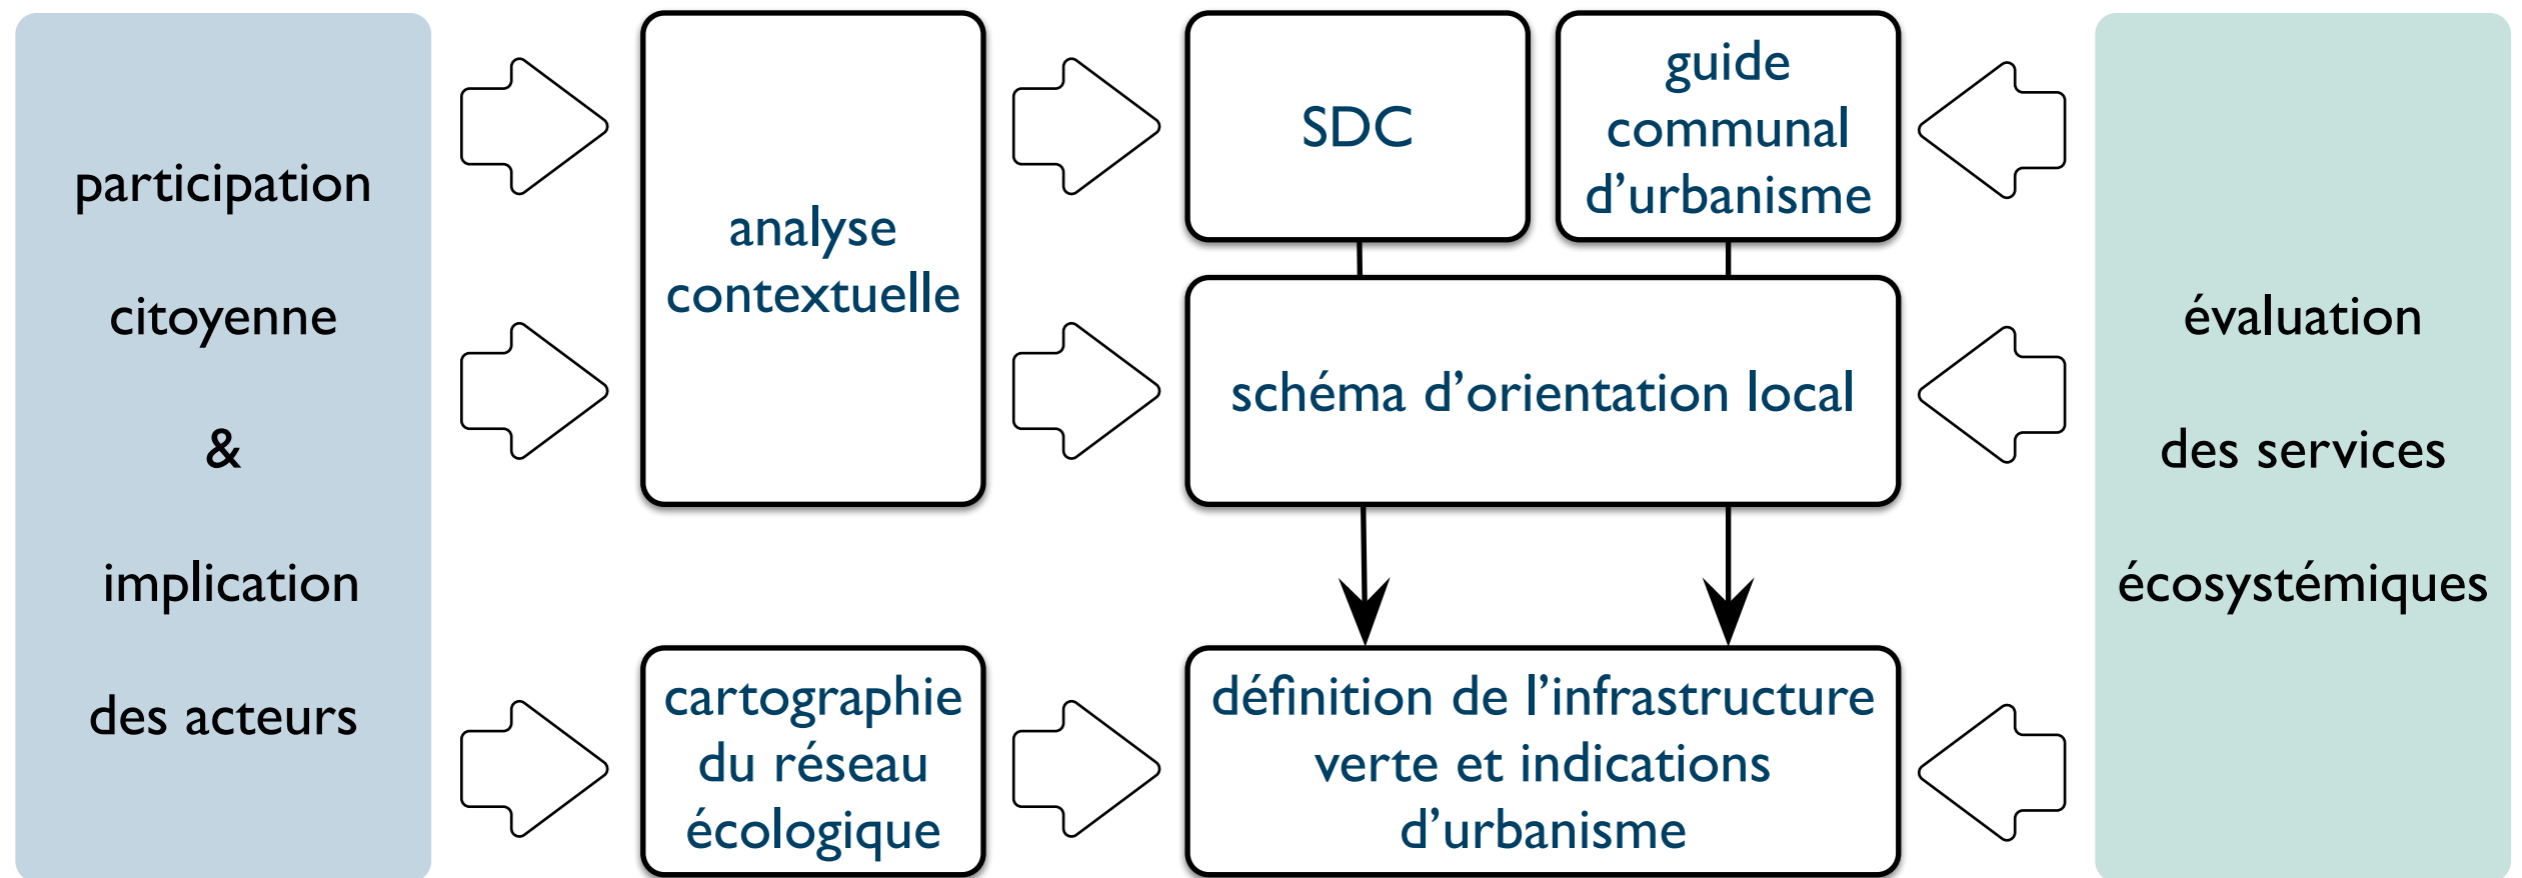 participation
citoyenne
&
implication
des acteurs
analyse
contextuelle
cartographie
du réseau
écologique
SDC
guide
communal
d’urbanisme
schéma d’orientation local
définition de l’infrastructure
verte et indications
d’urbanisme
évaluation
des services
écosystémiques